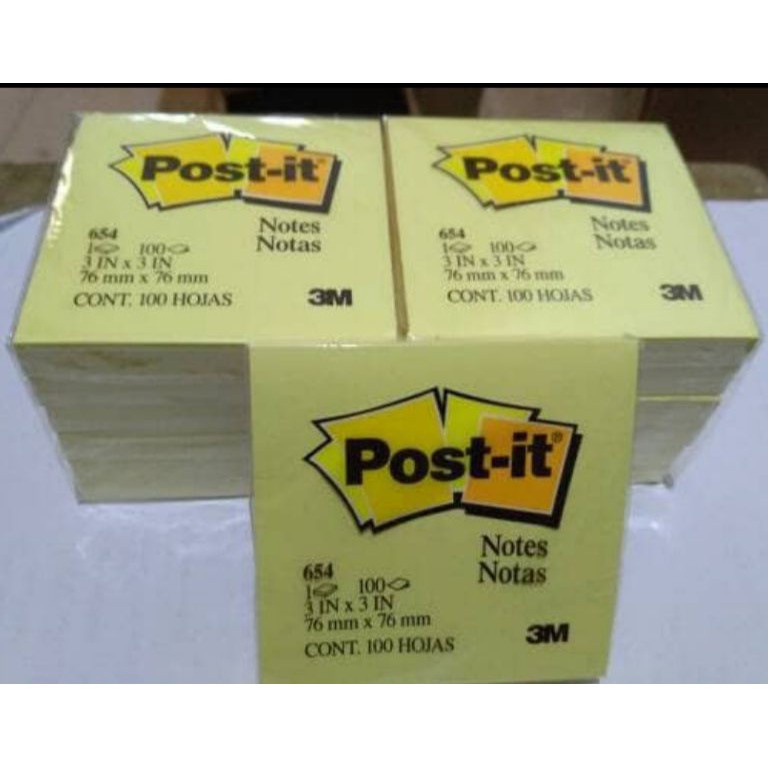 Post-it®
Notes
Notas
654
1 100
3 IN x 3 IN
76 mm x 76 mm
CONT. 100 HOJAS
3M
Post-it®
Notes
Notas
654
1 100
3 IN x 3 IN
76 mm x 76 mm
CONT. 100 HOJAS
3M
Post-it®
Notes
Notas
654
1 100
3 IN x 3 IN
76 mm x 76 mm
CONT. 100 HOJAS
3M